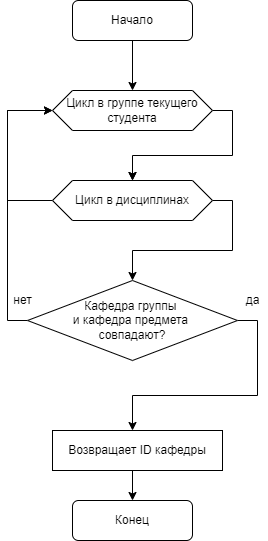 Начало
Цикл в группе текущего
студента
Цикл в дисциплинах
нет
да
Кафедра группы
и кафедра предмета
совпадают?
Возвращает ID кафедры
Конец